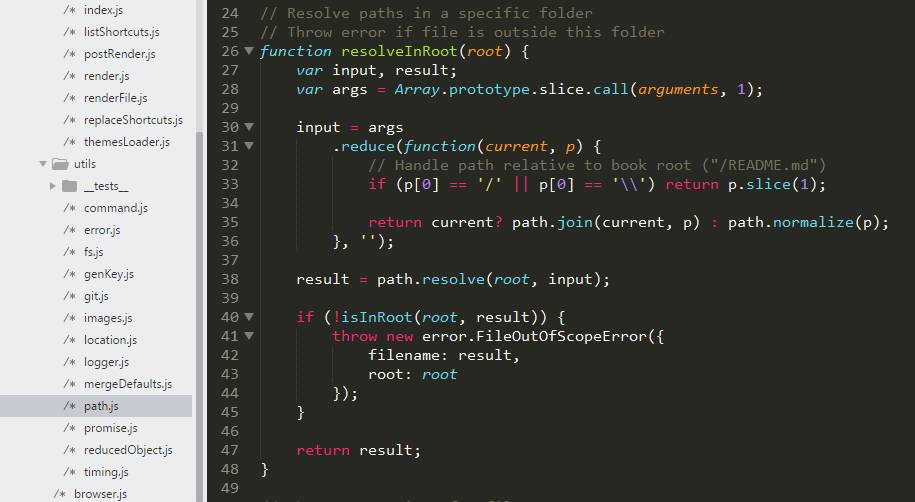 /* index.js
/* listShortcuts.js
/* postRender.js
/* render.js
/* renderFile.js
/* replaceShortcuts.js
/* themesLoader.js
utils
__tests__
/* command.js
/* error.js
/* fs.js
/* genKey.js
/* git.js
/* images.js
/* location.js
/* logger.js
/* mergeDefaults.js
/* path.js
/* promise.js
/* reducedObject.js
/* timing.js
/* browser.js
24 // Resolve paths in a specific folder
25 // Throw error if file is outside this folder
26 function resolveInRoot(root) {
27     var input, result;
28     var args = Array.prototype.slice.call(arguments, 1);
29
30     input = args
31         .reduce(function(current, p) {
32             // Handle path relative to book root ("/README.md")
33             if (p[0] == '/' || p[0] == '\\') return p.slice(1);
34
35             return current? path.join(current, p) : path.normalize(p);
36         }, '');
37
38     result = path.resolve(root, input);
39
40     if (!isInRoot(root, result)) {
41         throw new error.FileOutOfScopeError({
42             filename: result,
43             root: root
44         });
45     }
46
47     return result;
48 }
49